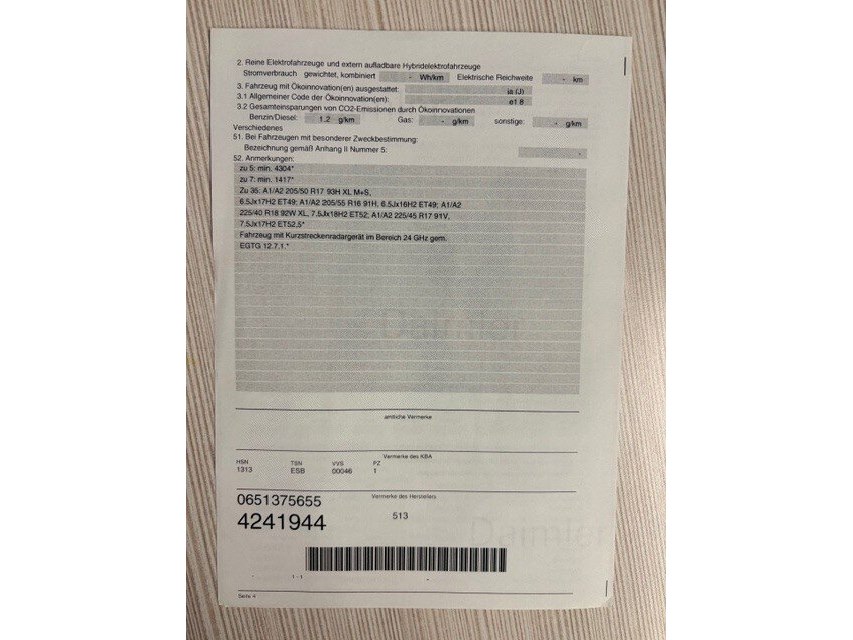 2. Reine Elektrofahrzeuge und extern aufladbare Hybridelektrofahrzeuge
Stromverbrauch gewichtet, kombiniert - Wh/km Elektrische Reichweite - km
3. Fahrzeug mit Ökoinnovation(en) ausgestattet: ja (J)
3.1 Allgemeiner Code der Ökoinnovation(en): e1 8
3.2 Gesamteinsparungen von CO2-Emissionen durch Ökoinnovationen
Benzin/Diesel: 1.2 g/km Gas: - g/km sonstige: - g/km
Verschiedenes
51. Bei Fahrzeugen mit besonderer Zweckbestimmung:
Bezeichnung gemäß Anhang II Nummer 5: -
52. Anmerkungen:
zu 5: min. 4304*
zu 7: min. 1417*
Zu 35: A1/A2 205/50 R17 93H XL M+S,
6.5Jx17H2 ET49; A1/A2 205/55 R16 91H, 6.5Jx16H2 ET49; A1/A2
225/40 R18 92W XL, 7.5Jx18H2 ET52; A1/A2 225/45 R17 91V,
7.5Jx17H2 ET52,5*
Fahrzeug mit Kurzstreckenradargerät im Bereich 24 GHz gem.
EGTG 12.7.1.*
Daimler
amtliche Vermerke
Vermerke des KBA
HSN TSN VVS PZ
1313 ESB 00046 1
Vermerke des Herstellers
0651375655
4241944 513
Daimler
- 1-1 -
Seite 4